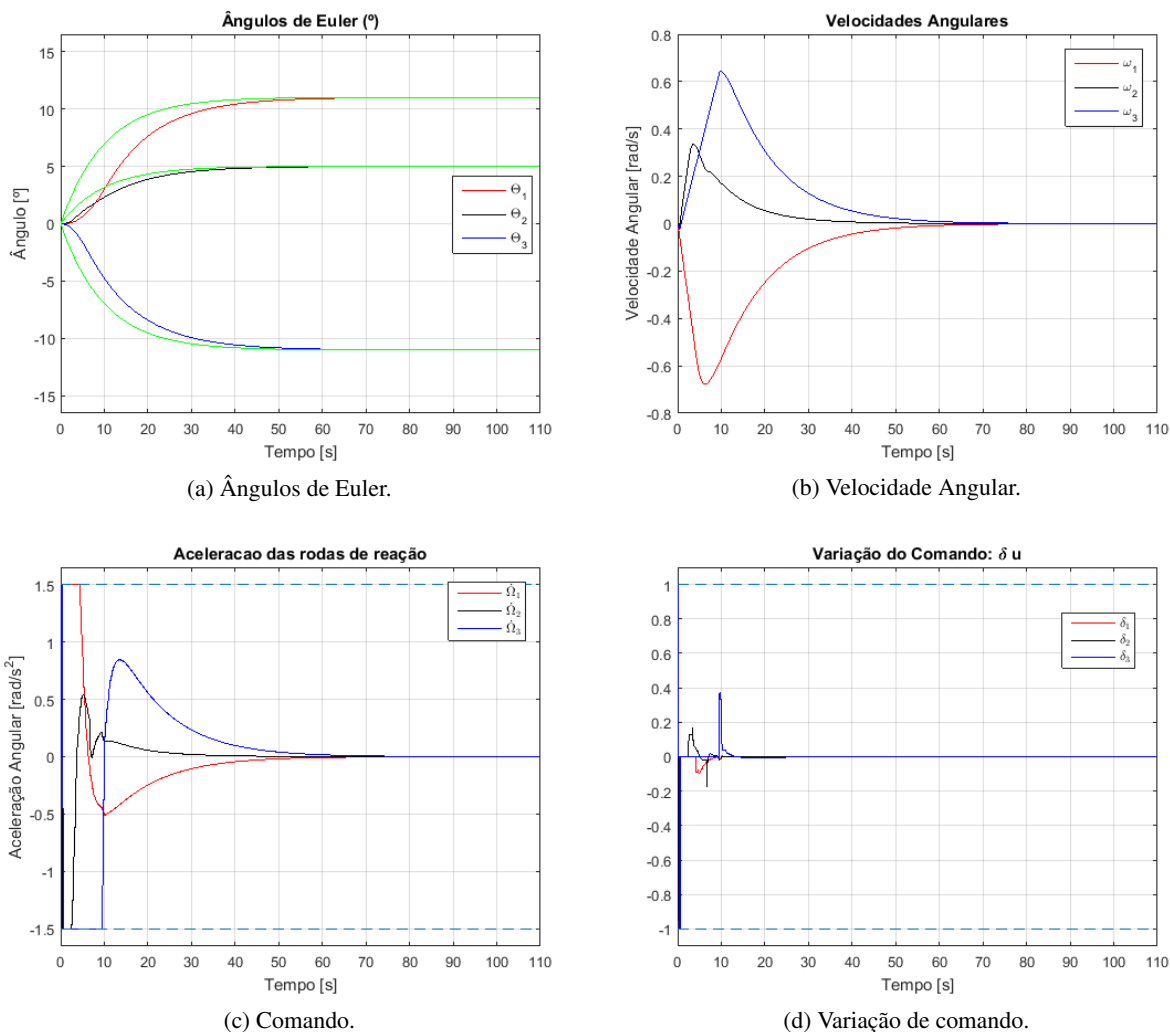 Ângulos de Euler (º)
Ângulo [º]
15
10
5
0
-5
-10
-15
Θ1
Θ2
Θ3
0 10 20 30 40 50 60 70 80 90 100 110
Tempo [s]
(a) Ângulos de Euler.
Velocidades Angulares
Velocidade Angular [rad/s]
0.8
0.6
0.4
0.2
0
-0.2
-0.4
-0.6
-0.8
ω1
ω2
ω3
0 10 20 30 40 50 60 70 80 90 100 110
Tempo [s]
(b) Velocidade Angular.
Aceleracao das rodas de reação
Aceleração Angular [rad/s²]
1.5
1
0.5
0
-0.5
-1
-1.5
Ω̇1
Ω̇2
Ω̇3
0 10 20 30 40 50 60 70 80 90 100 110
Tempo [s]
(c) Comando.
Variação do Comando: δ u
1
0.8
0.6
0.4
0.2
0
-0.2
-0.4
-0.6
-0.8
-1
δ1
δ2
δ3
0 10 20 30 40 50 60 70 80 90 100 110
Tempo [s]
(d) Variação de comando.